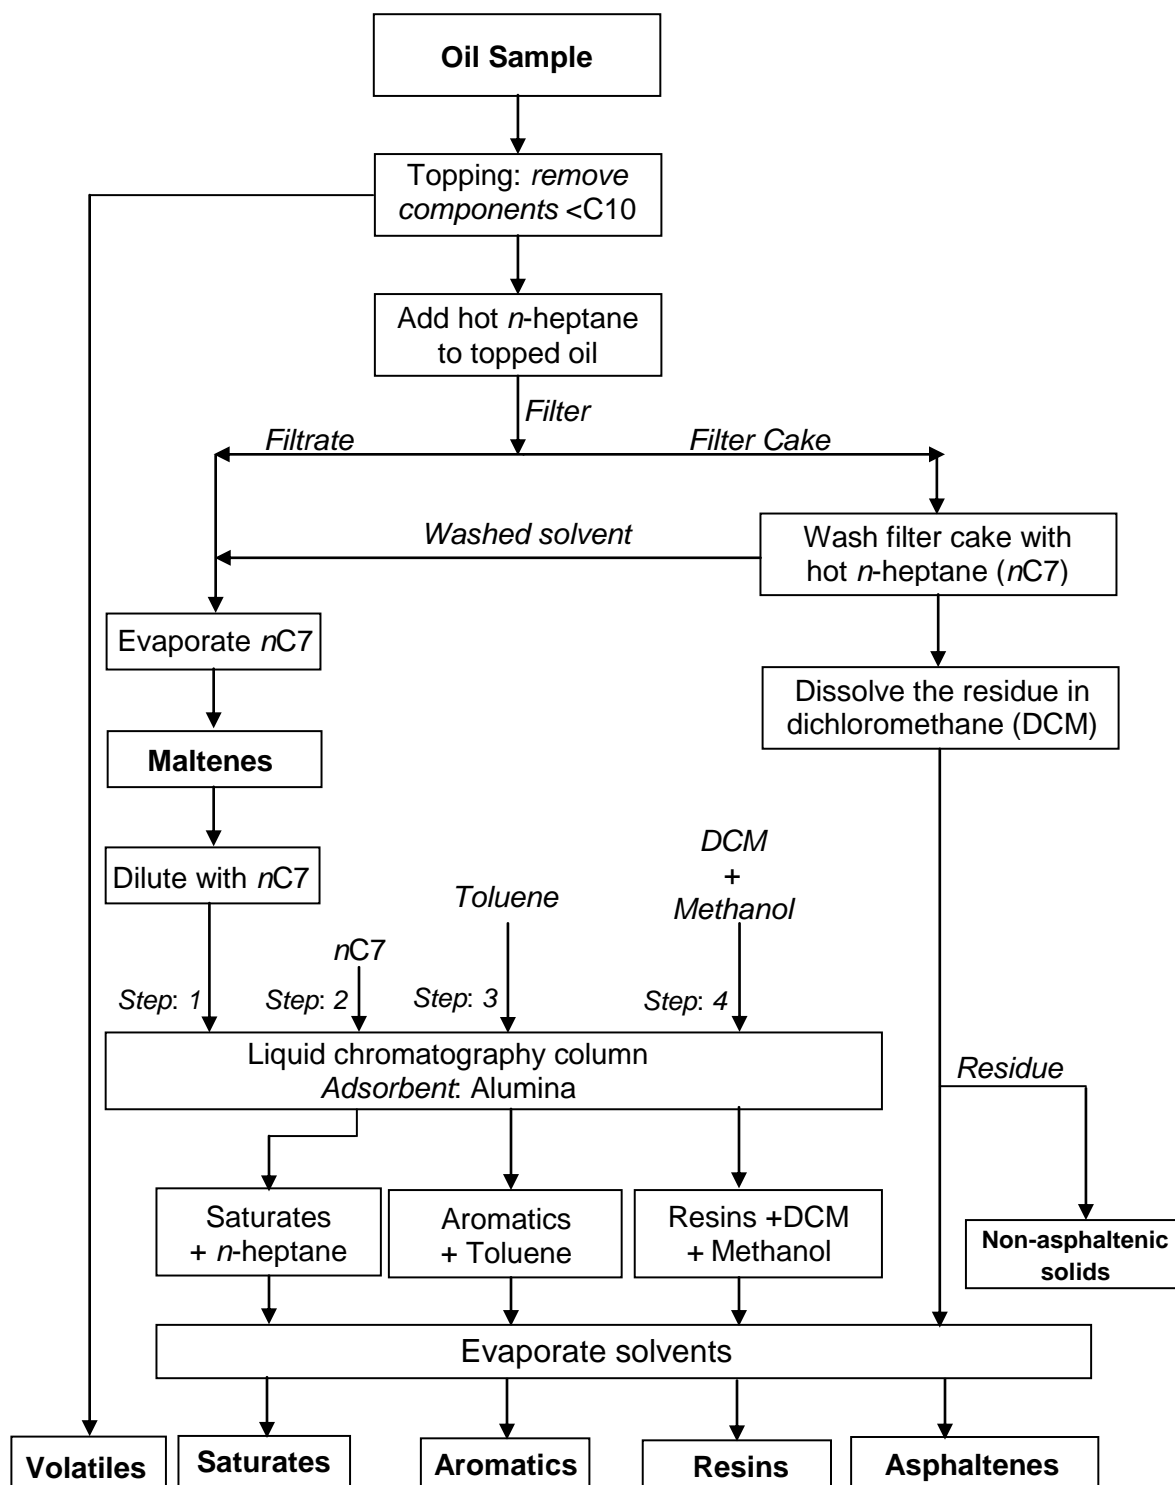 Oil Sample
Topping: remove
components <C10
Add hot n-heptane
to topped oil
Filter
Filtrate
Filter Cake
Washed solvent
Wash filter cake with
hot n-heptane (nC7)
Evaporate nC7
Dissolve the residue in
dichloromethane (DCM)
Maltenes
Dilute with nC7
DCM
+
Methanol
Toluene
nC7
Step: 1
Step: 2
Step: 3
Step: 4
Liquid chromatography column
Adsorbent: Alumina
Residue
Saturates
+ n-heptane
Aromatics
+ Toluene
Resins +DCM
+ Methanol
Non-asphaltenic
solids
Evaporate solvents
Volatiles
Saturates
Aromatics
Resins
Asphaltenes